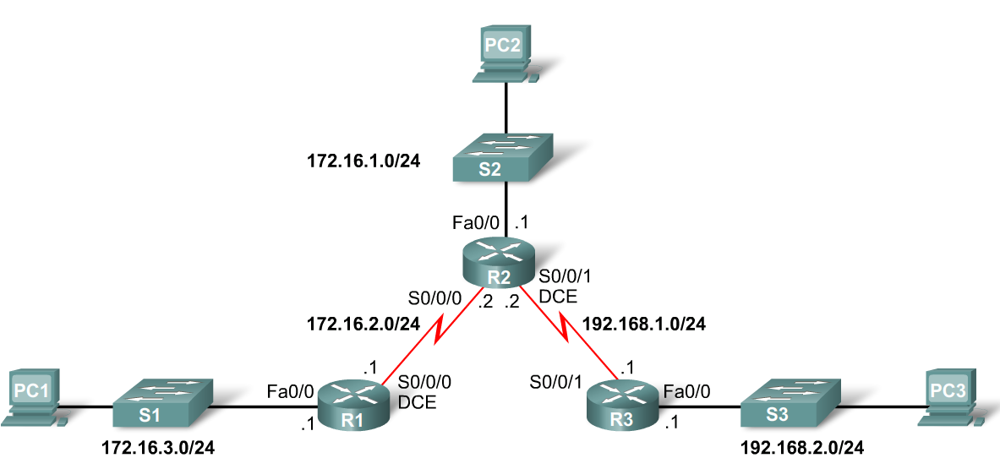 PC2
172.16.1.0/24
S2
Fa0/0 .1
R2
S0/0/1
DCE
S0/0/0 .2 .2
172.16.2.0/24
192.168.1.0/24
.1 .1
PC1
S1
Fa0/0
.1
R1
S0/0/0
DCE
S0/0/1
R3
Fa0/0
.1
S3
PC3
172.16.3.0/24
192.168.2.0/24